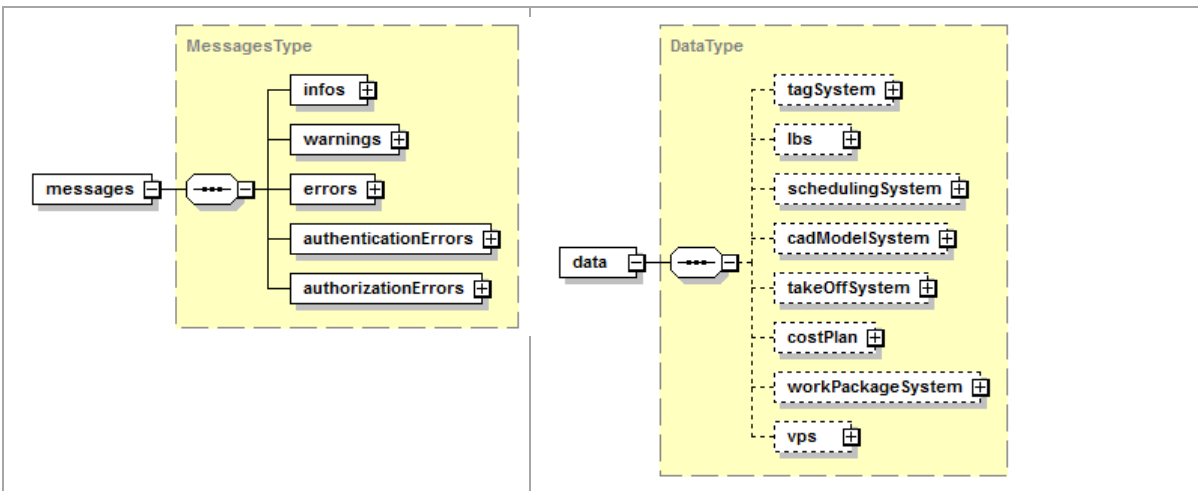 MessagesType
infos
warnings
errors
messages
authenticationErrors
authorizationErrors
DataType
tagSystem
lbs
schedulingSystem
cadModelSystem
data
takeOffSystem
costPlan
workPackageSystem
vps